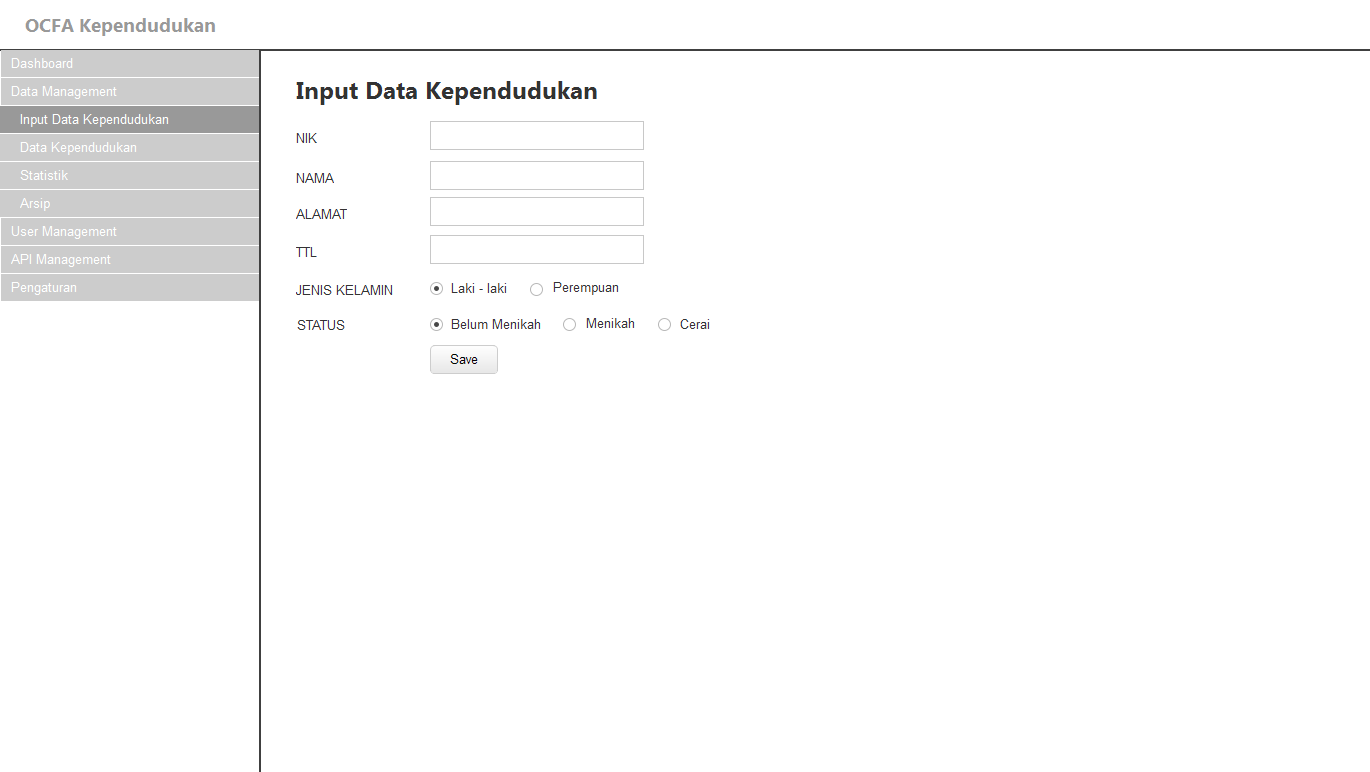 OCFA Kependudukan
Dashboard
Data Management
Input Data Kependudukan
Data Kependudukan
Statistik
Arsip
User Management
API Management
Pengaturan
Input Data Kependudukan
NIK
NAMA
ALAMAT
TTL
JENIS KELAMIN Laki - laki Perempuan
STATUS Belum Menikah Menikah Cerai
Save